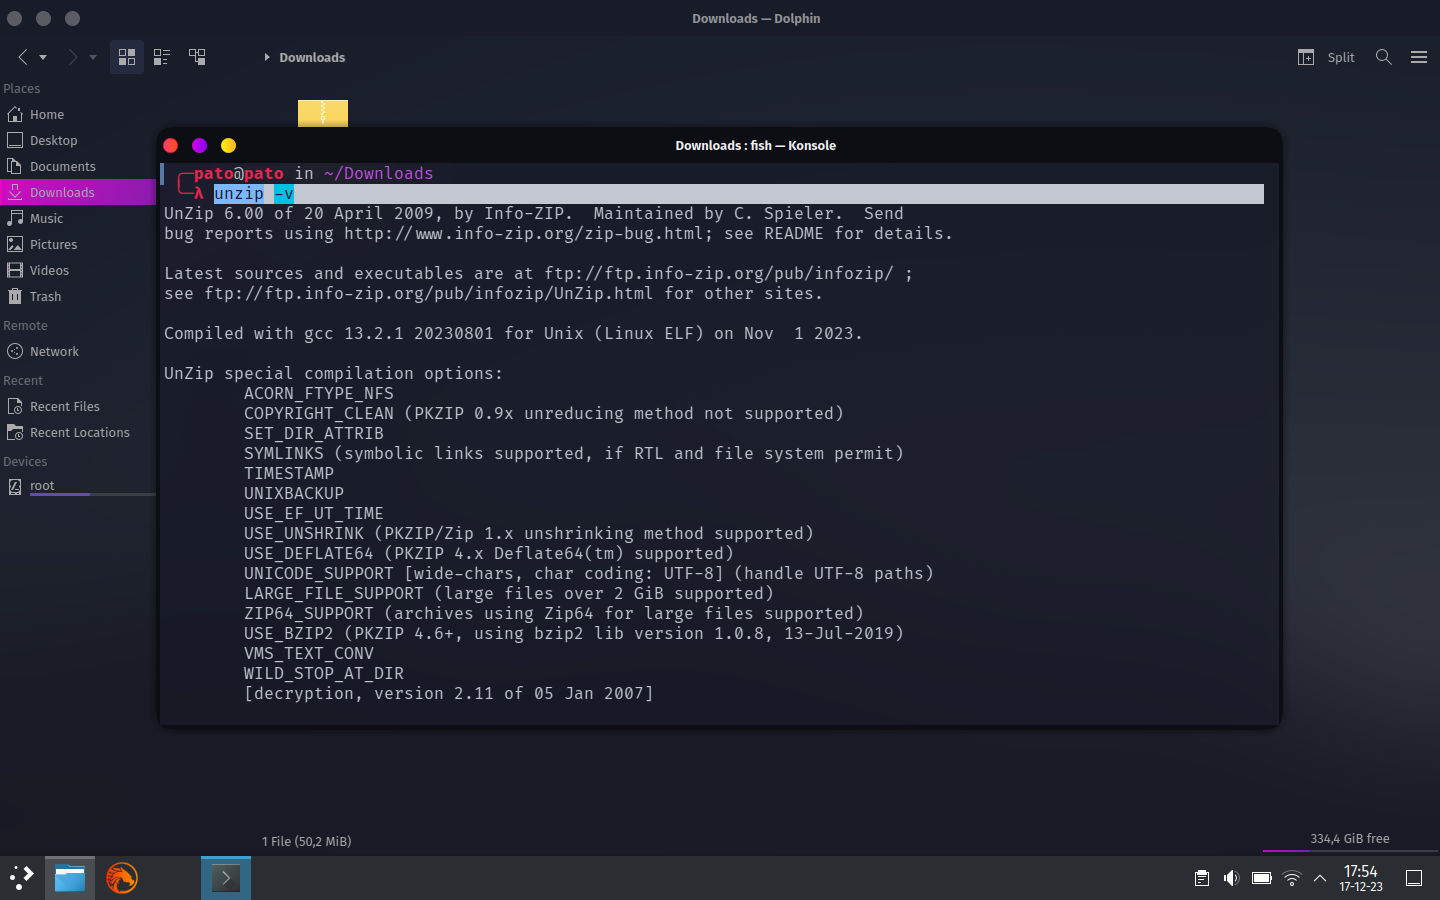 Downloads — Dolphin
Downloads
Split
Places
Home
Desktop
Documents
Downloads
Music
Pictures
Videos
Trash
Remote
Network
Recent
Recent Files
Recent Locations
Devices
root
Downloads : fish — Konsole
pato@pato in ~/Downloads
λ unzip -v
UnZip 6.00 of 20 April 2009, by Info-ZIP.  Maintained by C. Spieler.  Send
bug reports using http://www.info-zip.org/zip-bug.html; see README for details.
Latest sources and executables are at ftp://ftp.info-zip.org/pub/infozip/ ;
see ftp://ftp.info-zip.org/pub/infozip/UnZip.html for other sites.
Compiled with gcc 13.2.1 20230801 for Unix (Linux ELF) on Nov  1 2023.
UnZip special compilation options:
ACORN_FTYPE_NFS
COPYRIGHT_CLEAN (PKZIP 0.9x unreducing method not supported)
SET_DIR_ATTRIB
SYMLINKS (symbolic links supported, if RTL and file system permit)
TIMESTAMP
UNIXBACKUP
USE_EF_UT_TIME
USE_UNSHRINK (PKZIP/Zip 1.x unshrinking method supported)
USE_DEFLATE64 (PKZIP 4.x Deflate64(tm) supported)
UNICODE_SUPPORT [wide-chars, char coding: UTF-8] (handle UTF-8 paths)
LARGE_FILE_SUPPORT (large files over 2 GiB supported)
ZIP64_SUPPORT (archives using Zip64 for large files supported)
USE_BZIP2 (PKZIP 4.6+, using bzip2 lib version 1.0.8, 13-Jul-2019)
VMS_TEXT_CONV
WILD_STOP_AT_DIR
[decryption, version 2.11 of 05 Jan 2007]
1 File (50,2 MiB)
334,4 GiB free
17:54
17-12-23